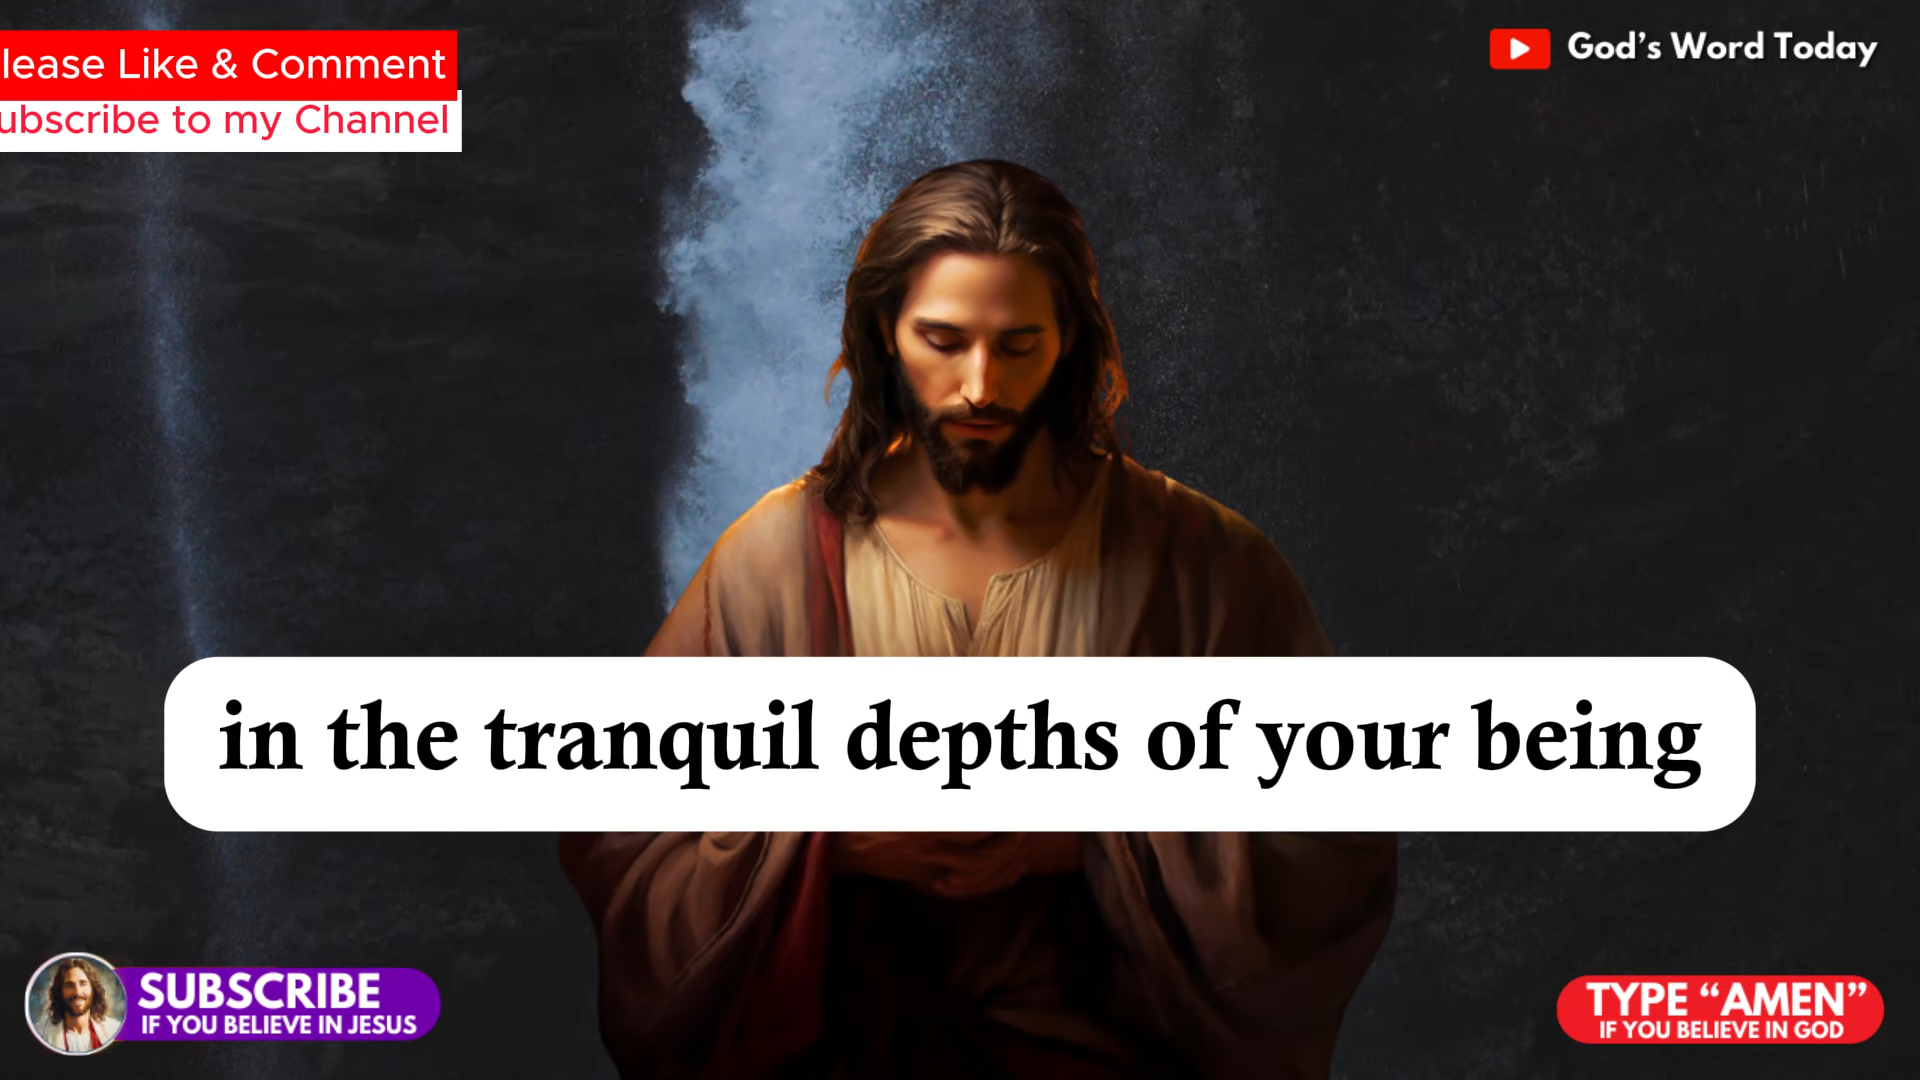 lease Like & Comment
ubscribe to my Channel
God's Word Today
in the tranquil depths of your being
SUBSCRIBE
IF YOU BELIEVE IN JESUS
TYPE “AMEN”
IF YOU BELIEVE IN GOD